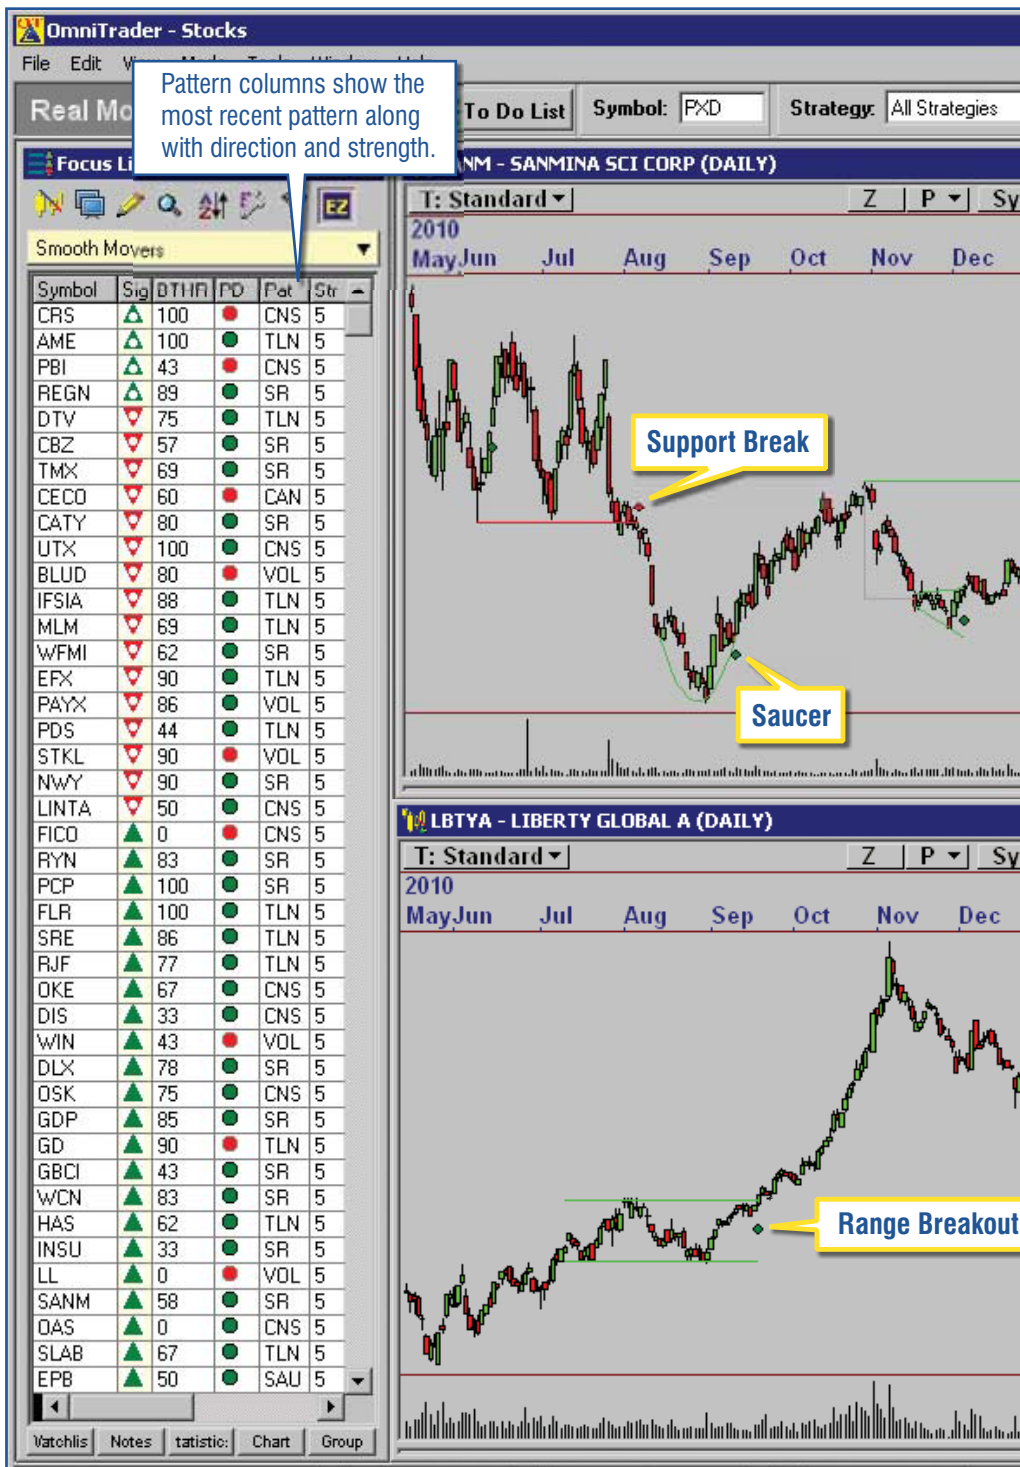 OmniTrader - Stocks
File Edit
Pattern columns show the
most recent pattern along
with direction and strength.
Real Mo
To Do List
Symbol: PXD
Strategy: All Strategies
Focus Li
EZ
Smooth Movers
Symbol Sig BTHR PD Pat Str
CRS 100 CNS 5
AME 100 TLN 5
PBI 43 CNS 5
REGN 89 SR 5
DTV 75 TLN 5
CBZ 57 SR 5
TMX 69 SR 5
CECO 60 CAN 5
CATY 80 SR 5
UTX 100 CNS 5
BLUD 80 VOL 5
IFSIA 88 TLN 5
MLM 69 TLN 5
WFMI 62 SR 5
EFX 90 TLN 5
PAYX 86 VOL 5
PDS 44 TLN 5
STKL 90 VOL 5
NWY 90 SR 5
LINTA 50 CNS 5
FICO 0 CNS 5
RYN 83 SR 5
PCP 100 SR 5
FLR 100 TLN 5
SRE 86 TLN 5
RJF 77 TLN 5
OKE 67 CNS 5
DIS 33 CNS 5
WIN 43 VOL 5
DLX 78 SR 5
OSK 75 CNS 5
GDP 85 SR 5
GD 90 TLN 5
GBCI 43 SR 5
WCN 83 SR 5
HAS 62 TLN 5
INSU 33 SR 5
LL 0 VOL 5
SANM 58 SR 5
OAS 0 CNS 5
SLAB 67 TLN 5
EPB 50 SAU 5
Watchlis Notes tatistic: Chart Group
NM - SANMINA SCI CORP (DAILY)
T: Standard Z P Sy
2010
May Jun Jul Aug Sep Oct Nov Dec
Support Break
Saucer
LBTYA - LIBERTY GLOBAL A (DAILY)
T: Standard Z P Sy
2010
May Jun Jul Aug Sep Oct Nov Dec
Range Breakout